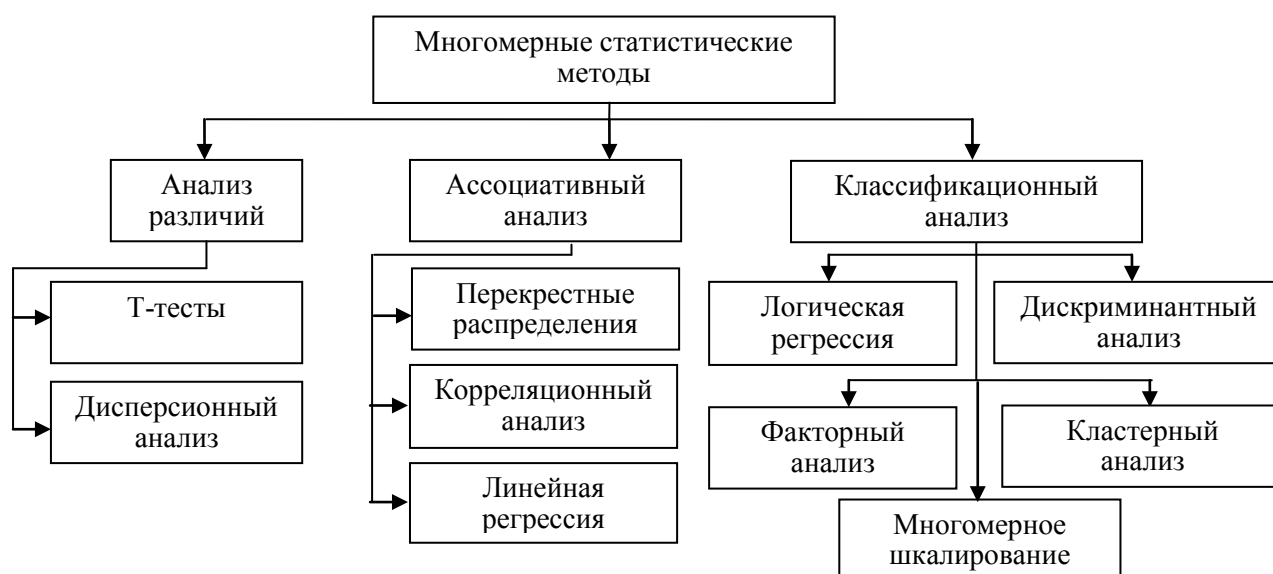 Многомерные статистические
методы
Анализ
различий
Ассоциативный
анализ
Классификационный
анализ
Т-тесты
Дисперсионный
анализ
Перекрестные
распределения
Корреляционный
анализ
Линейная
регрессия
Логическая
регрессия
Дискриминантный
анализ
Факторный
анализ
Кластерный
анализ
Многомерное
шкалирование